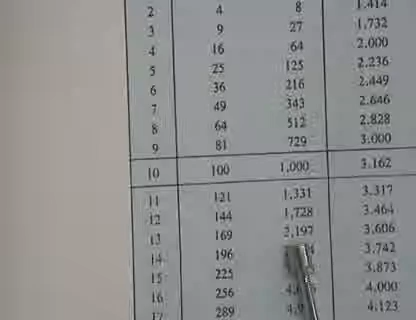 2 4 8 1.414
3 9 27 1,732
4 16 64 2.000
5 25 125 2.236
6 36 216 2.449
7 49 343 2.646
8 64 512 2.828
9 81 729 3.000
10 100 1,000 3.162
11 121 1,331 3.317
12 144 1,728 3.464
13 169 2,197 3.606
14 196 3.742
15 225 3.873
16 256 4.000
17 289 4.123